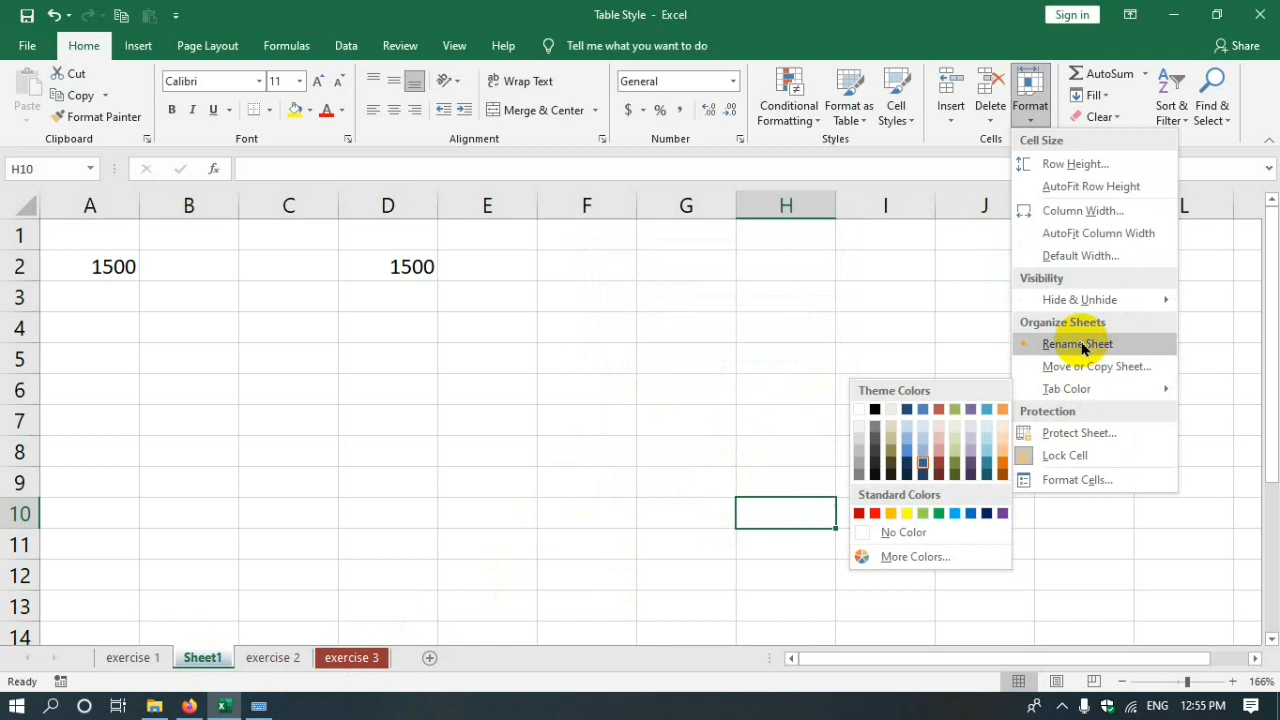 Table Style - Excel
Sign in
File Home Insert Page Layout Formulas Data Review View Help Tell me what you want to do Share
Paste Cut Copy Format Painter
Calibri 11
B I U A
Wrap Text
Merge & Center
General
$ % ,
Conditional Formatting
Format as Table
Cell Styles
Insert Delete Format
AutoSum
Fill
Clear
Sort & Filter
Find & Select
Clipboard Font Alignment Number Styles Cells
H10 fx
Cell Size
Row Height...
AutoFit Row Height
Column Width...
AutoFit Column Width
Default Width...
Visibility
Hide & Unhide
Organize Sheets
Rename Sheet
Move or Copy Sheet...
Tab Color
Protection
Protect Sheet...
Lock Cell
Format Cells...
A B C D E F G H I J L
1
2 1500 1500
3
4
5
6
7
8
9
10
11
12
13
14
Theme Colors
Standard Colors
No Color
More Colors...
exercise 1 Sheet1 exercise 2 exercise 3
Ready 166%
ENG 12:55 PM